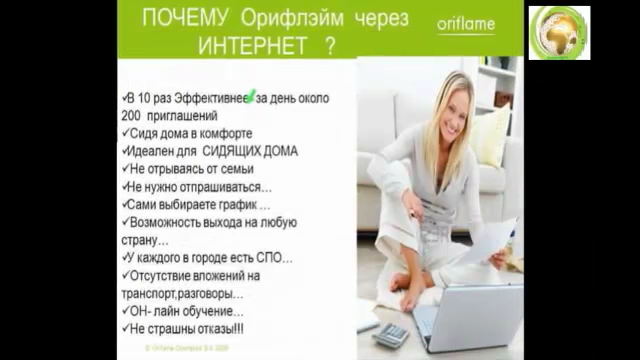 ПОЧЕМУ Орифлэйм через
ИНТЕРНЕТ ?
oriflame
✓В 10 раз Эффективнее за день около
200 приглашений
✓Сидя дома в комфорте
✓Идеален для СИДЯЩИХ ДОМА
✓Не отрываясь от семьи
✓Не нужно отпрашиваться…
✓Сами выбираете график …
✓Возможность выхода на любую
страну…
✓У каждого в городе есть СПО…
✓Отсутствие вложений на
транспорт,разговоры…
✓ОН- лайн обучение…
✓Не страшны отказы!!!